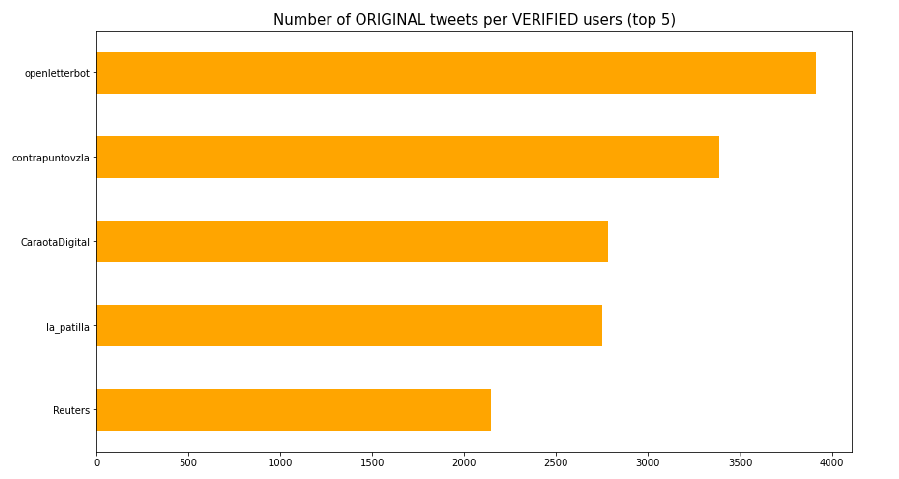 Number of ORIGINAL tweets per VERIFIED users (top 5)
openletterbot
contrapuntovzla
CaraotaDigital
la_patilla
Reuters
0 500 1000 1500 2000 2500 3000 3500 4000